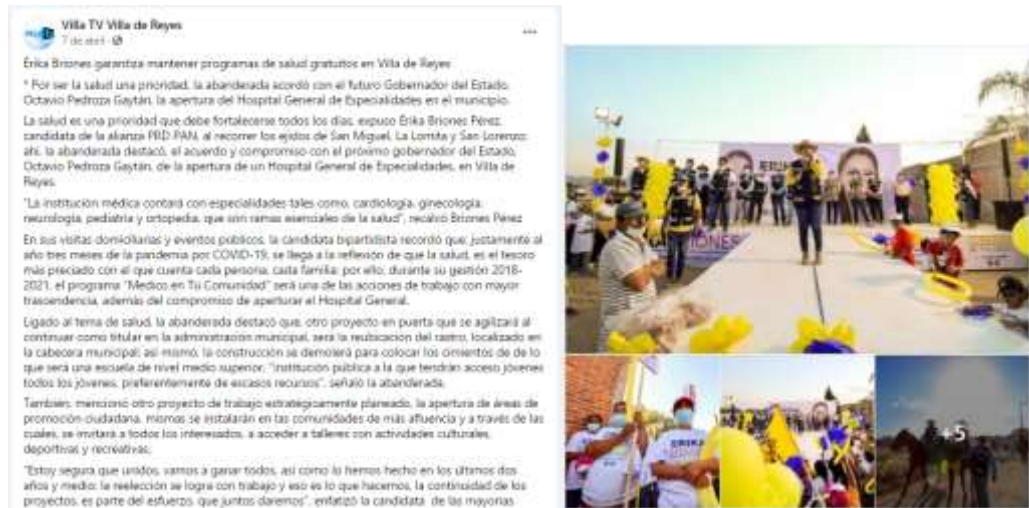 Villa TV Villa de Reyes
7 de abril
Érika Briones garantiza mantener programas de salud gratuitos en Villa de Reyes
* Por ser la salud una prioridad, la abanderada acordó con el futuro Gobernador del Estado,
Octavio Pedroza Gaytán, la apertura del Hospital General de Especialidades en el municipio.
La salud es una prioridad que debe fortalecerse todos los días, expuso Érika Briones Pérez,
candidata de la alianza PRD PAN, al recorrer los ejidos de San Miguel, La Lomita y San Lorenzo;
ahí, la abanderada destacó, el acuerdo y compromiso con el próximo gobernador del Estado,
Octavio Pedroza Gaytán, de la apertura de un Hospital General de Especialidades, en Villa de
Reyes.
"La institución médica contará con especialidades tales como, cardiología, ginecología,
neurología, pediatría y ortopedia, que son ramas esenciales de la salud", recalcó Briones Pérez
En sus visitas domiciliarias y eventos públicos, la candidata bipartidista recordó que, justamente al
año tres meses de la pandemia por COVID-19, se llega a la reflexión de que la salud, es el tesoro
más preciado con el que cuenta cada persona, cada familia; por ello, durante su gestión 2018-
2021, el programa "Medico en Tú Comunidad" será una de las acciones de trabajo con mayor
trascendencia, además del compromiso de aperturar el Hospital General.
Ligado al tema de salud, la abanderada destacó que, otro proyecto en puerta que se agilizará al
continuar como titular en la administración municipal, será la reubicación del rastro, localizado en
la cabecera municipal; así mismo, la construcción se demolerá para colocar los cimientos de de lo
que será una escuela de nivel medio superior, "institución pública a la que tendrán acceso jóvenes
todos los jóvenes, preferentemente de escasos recursos", señaló la abanderada.
También, mencionó otro proyecto de trabajo estratégicamente planeado, la apertura de áreas de
promoción ciudadana, mismas se instalarán en las comunidades de más afluencia y a través de las
cuales, se invitará a todos los interesados, a acceder a talleres con actividades culturales,
deportivas y recreativas.
"Estoy segura que unidos, vamos a ganar todos, así como lo hemos hecho en los últimos dos
años y medio; la reelección se logra con trabajo y eso es lo que hacemos, la continuidad de los
proyectos, es parte del esfuerzo, que juntos daremos", enfatizó la candidata de las mayorías
ERIKA
BRIONES
ERIKA
+5